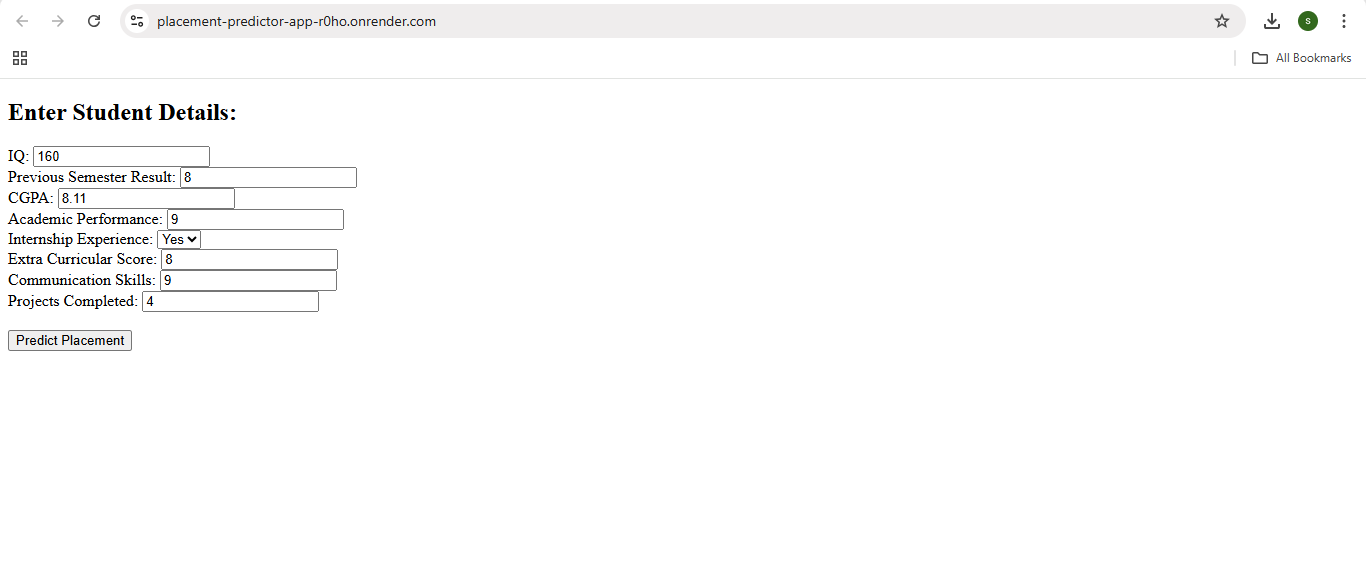 placement-predictor-app-r0ho.onrender.com
s
All Bookmarks
Enter Student Details:
IQ: 160
Previous Semester Result: 8
CGPA: 8.11
Academic Performance: 9
Internship Experience: Yes
Extra Curricular Score: 8
Communication Skills: 9
Projects Completed: 4
Predict Placement